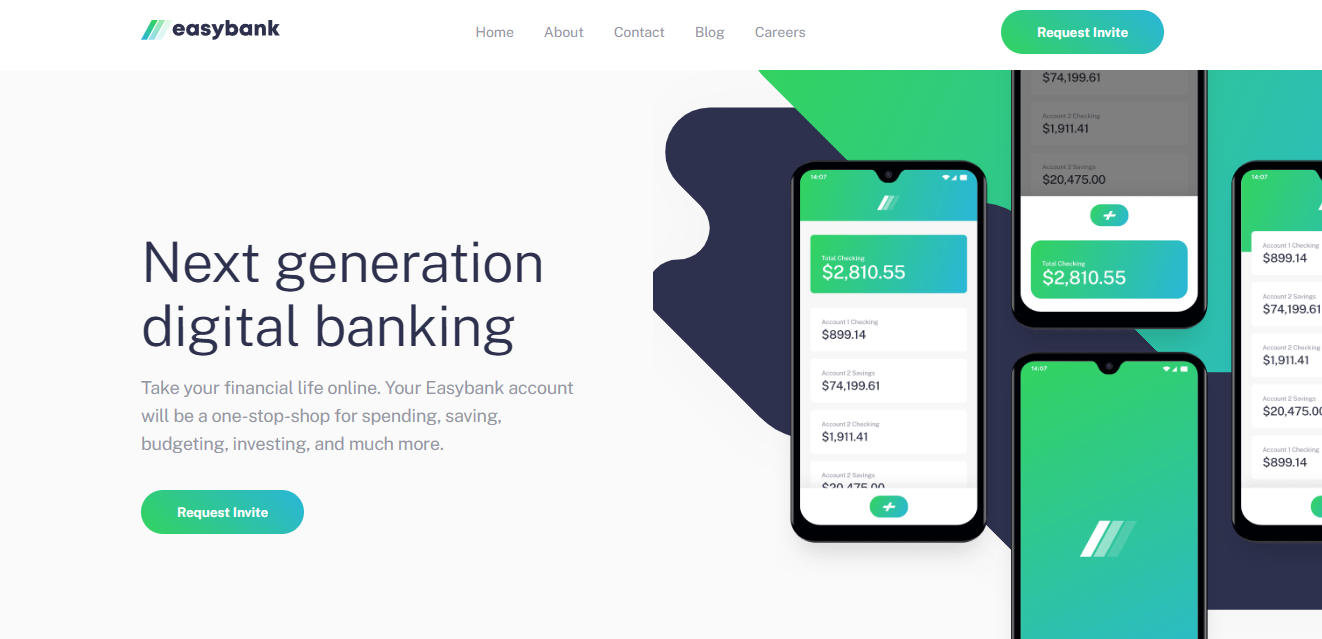 easybank
Home
About
Contact
Blog
Careers
Request Invite
Next generation
digital banking
Take your financial life online. Your Easybank account
will be a one-stop-shop for spending, saving,
budgeting, investing, and much more.
Request Invite
14:07
Total Checking
$2,810.55
Account 1 Checking
$899.14
Account 2 Savings
$74,199.61
Account 2 Checking
$1,911.41
Account 2 Savings
$20,475.00
$74,199.61
Account 2 Checking
$1,911.41
Account 2 Savings
$20,475.00
Total Checking
$2,810.55
14:07
14:07
Account 1 Checking
$899.14
Account 2 Savings
$74,199.61
Account 2 Checking
$1,911.41
Account 2 Savings
$20,475.00
Account 1 Checking
$899.14